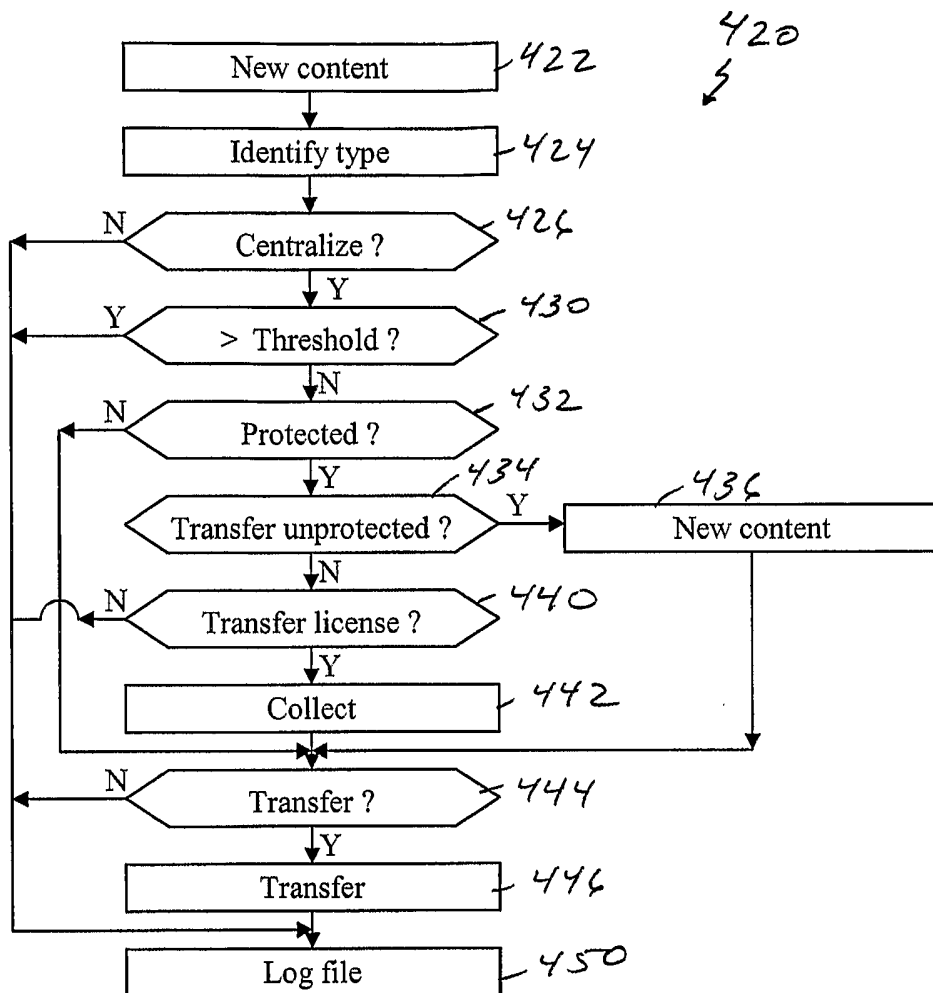 420
New content 422
Identify type 424
N Centralize ? 426
Y
Y > Threshold ? 430
N
N Protected ? 432
Y 434
Transfer unprotected ? Y 436
New content
N
N Transfer license ? 440
Y
Collect 442
N Transfer ? 444
Y
Transfer 446
Log file 450